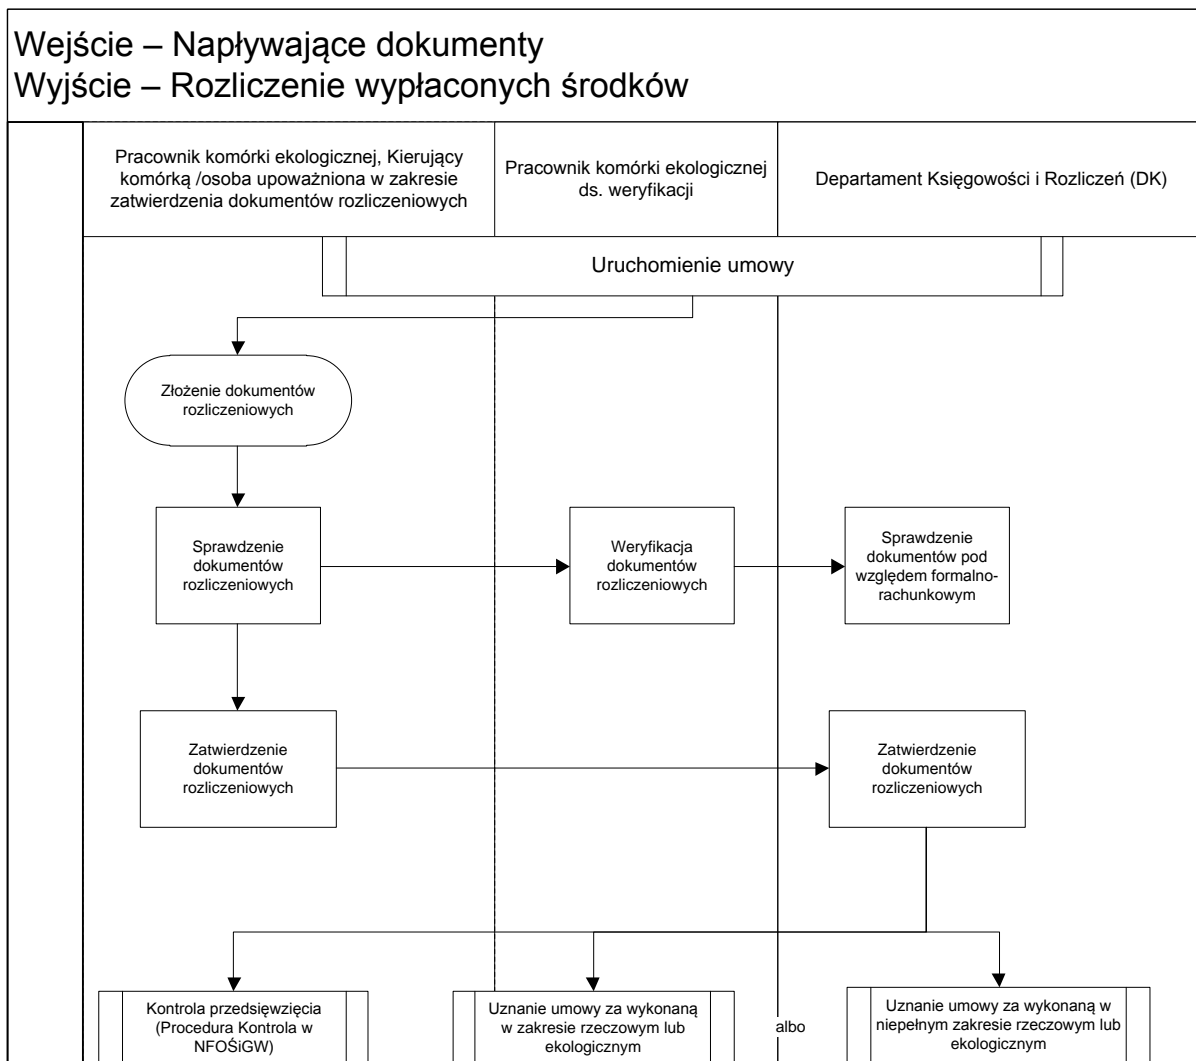 Wejście – Napływające dokumenty
Wyjście – Rozliczenie wypłaconych środków
Pracownik komórki ekologicznej, Kierujący
komórką /osoba upoważniona w zakresie
zatwierdzenia dokumentów rozliczeniowych
Pracownik komórki ekologicznej
ds. weryfikacji
Departament Księgowości i Rozliczeń (DK)
Uruchomienie umowy
Złożenie dokumentów
rozliczeniowych
Sprawdzenie
dokumentów
rozliczeniowych
Weryfikacja
dokumentów
rozliczeniowych
Sprawdzenie
dokumentów pod
względem formalno-
rachunkowym
Zatwierdzenie
dokumentów
rozliczeniowych
Zatwierdzenie
dokumentów
rozliczeniowych
Kontrola przedsięwzięcia
(Procedura Kontrola w
NFOŚiGW)
Uznanie umowy za wykonaną
w zakresie rzeczowym lub
ekologicznym
albo
Uznanie umowy za wykonaną w
niepełnym zakresie rzeczowym lub
ekologicznym